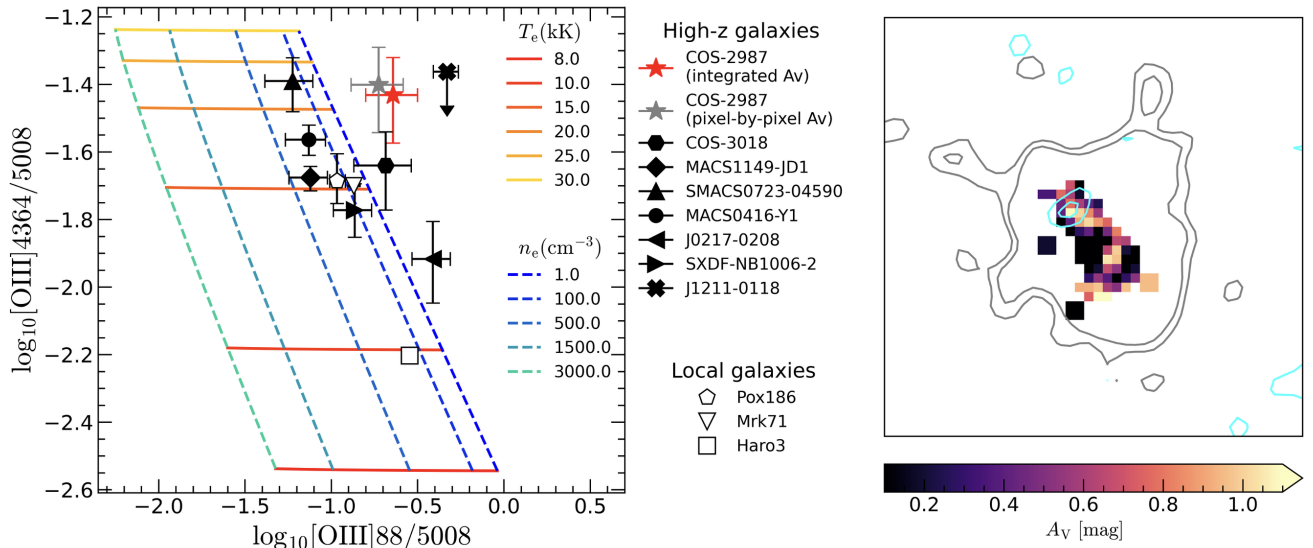 −1.2
−1.4
−1.6
−1.8
−2.0
−2.2
−2.4
−2.6
log₁₀[OIII]4364/5008
−2.0 −1.5 −1.0 −0.5 0.0 0.5
log₁₀[OIII]88/5008
Tₑ(kK)
8.0
10.0
15.0
20.0
25.0
30.0
nₑ(cm⁻³)
1.0
100.0
500.0
1500.0
3000.0
High-z galaxies
COS-2987
(integrated Av)
COS-2987
(pixel-by-pixel Av)
COS-3018
MACS1149-JD1
SMACS0723-04590
MACS0416-Y1
J0217-0208
SXDF-NB1006-2
J1211-0118
Local galaxies
Pox186
Mrk71
Haro3
0.2 0.4 0.6 0.8 1.0
A_V [mag]